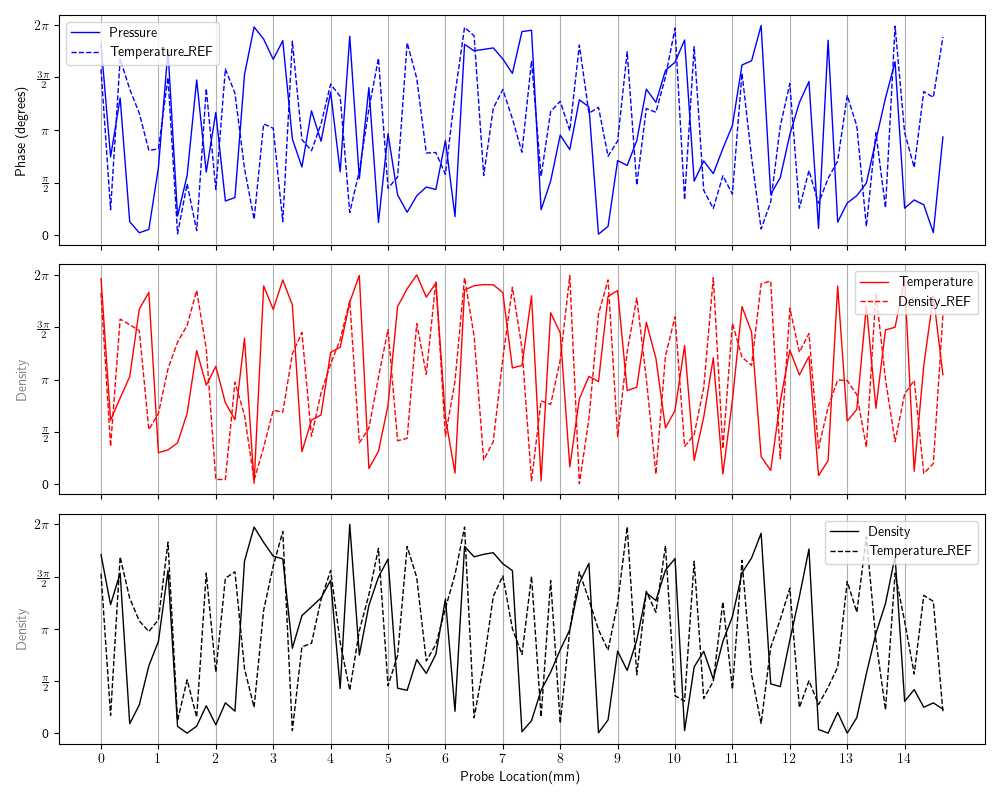 Phase (degrees)
2π
3π/2
π
π/2
0
Pressure
Temperature_REF
Density
2π
3π/2
π
π/2
0
Temperature
Density_REF
Density
2π
3π/2
π
π/2
0
Density
Temperature_REF
0 1 2 3 4 5 6 7 8 9 10 11 12 13 14
Probe Location(mm)